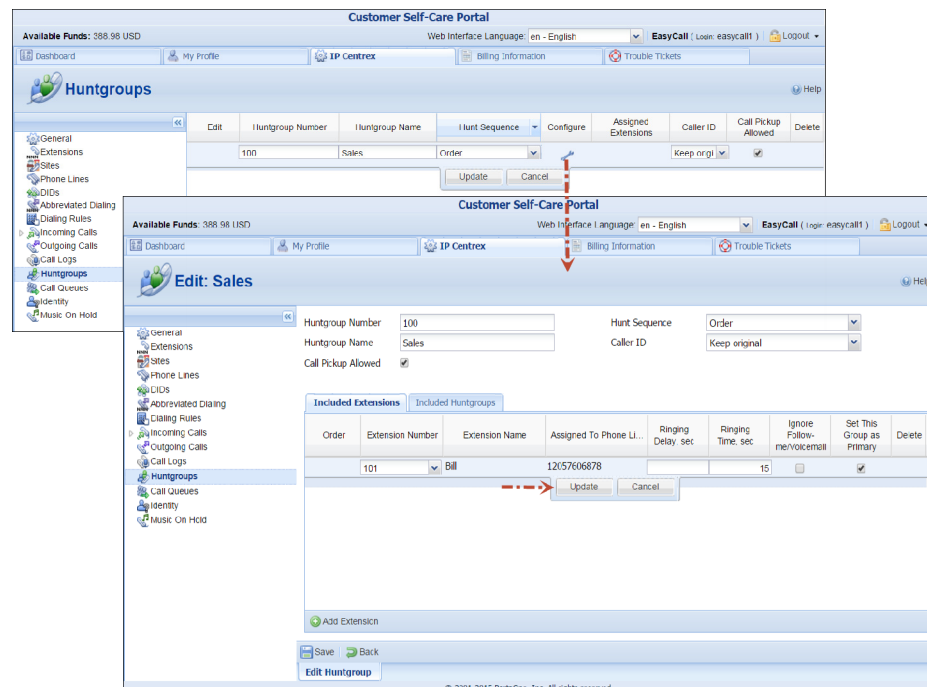 Customer Self-Care Portal
Available Funds: 388.98 USD
Web Interface Language: en - English
EasyCall ( Login: easycall1 )
Logout
Dashboard
My Profile
IP Centrex
Billing Information
Trouble Tickets
Huntgroups
Help
General
Extensions
Sites
Phone Lines
DIDs
Abbreviated Dialing
Dialing Rules
Incoming Calls
Outgoing Calls
Call Logs
Huntgroups
Call Queues
Identity
Music On Hold
Edit
Huntgroup Number
Huntgroup Name
Hunt Sequence
Configure
Assigned Extensions
Caller ID
Call Pickup Allowed
Delete
100
Sales
Order
Keep origi
Update
Cancel
Customer Self-Care Portal
Available Funds: 388.98 USD
Web Interface Language: en - English
EasyCall ( Login: easycall1 )
Logout
Dashboard
My Profile
IP Centrex
Billing Information
Trouble Tickets
Edit: Sales
Help
General
Extensions
Sites
Phone Lines
DIDs
Abbreviated Dialing
Dialing Rules
Incoming Calls
Outgoing Calls
Call Logs
Huntgroups
Call Queues
Identity
Music On Hold
Huntgroup Number
100
Hunt Sequence
Order
Huntgroup Name
Sales
Caller ID
Keep original
Call Pickup Allowed
Included Extensions
Included Huntgroups
Order
Extension Number
Extension Name
Assigned To Phone Li...
Ringing Delay, sec
Ringing Time, sec
Ignore Follow-me/Voicemail
Set This Group as Primary
Delete
101
Bill
12057606878
15
Update
Cancel
Add Extension
Save
Back
Edit Huntgroup